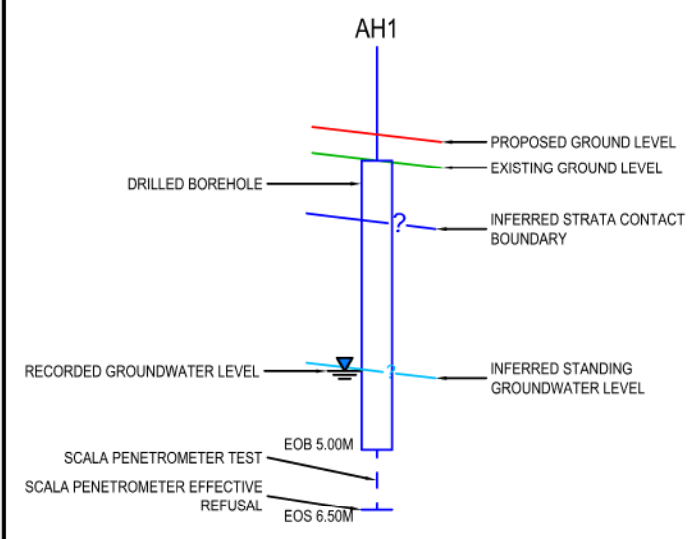 AH1
PROPOSED GROUND LEVEL
EXISTING GROUND LEVEL
DRILLED BOREHOLE
?
INFERRED STRATA CONTACT
BOUNDARY
RECORDED GROUNDWATER LEVEL
?
INFERRED STANDING
GROUNDWATER LEVEL
EOB 5.00M
SCALA PENETROMETER TEST
SCALA PENETROMETER EFFECTIVE
REFUSAL
EOS 6.50M